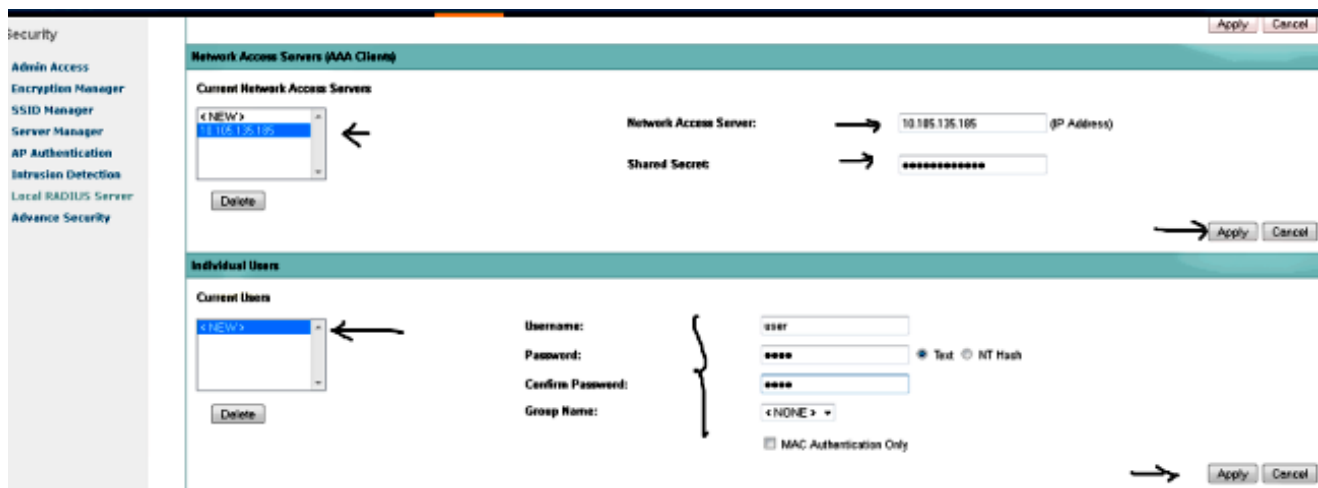 Security
Apply Cancel
Network Access Servers (AAA Clients)
Admin Access
Encryption Manager
SSID Manager
Server Manager
AP Authentication
Intrusion Detection
Local RADIUS Server
Advance Security
Current Network Access Servers
< NEW >
10.105.135.185
Delete
Network Access Server: 10.105.135.185 (IP Address)
Shared Secret: ••••••••••••
Apply Cancel
Individual Users
Current Users
< NEW >
Delete
Username: user
Password: •••• Text NT Hash
Confirm Password: ••••
Group Name: < NONE >
MAC Authentication Only
Apply Cancel